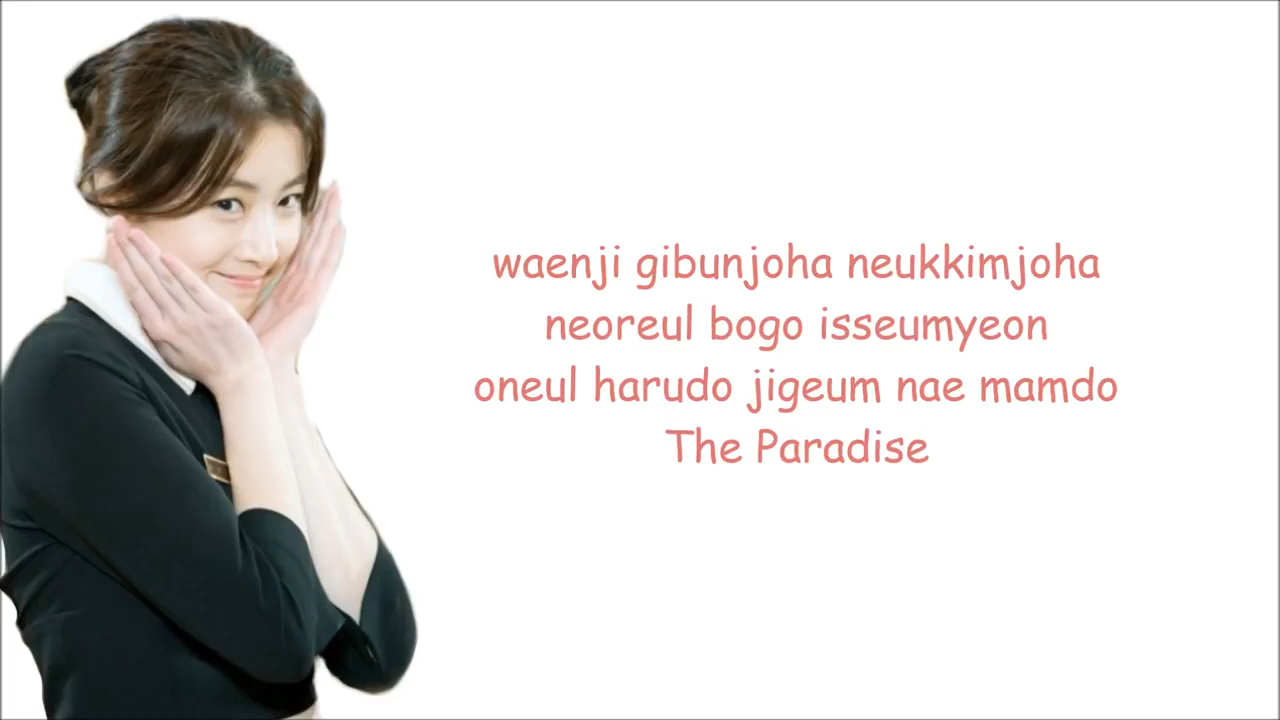 waenji gibunjoha neukkimjoha
neoreul bogo isseumyeon
oneul harudo jigeum nae mamdo
The Paradise